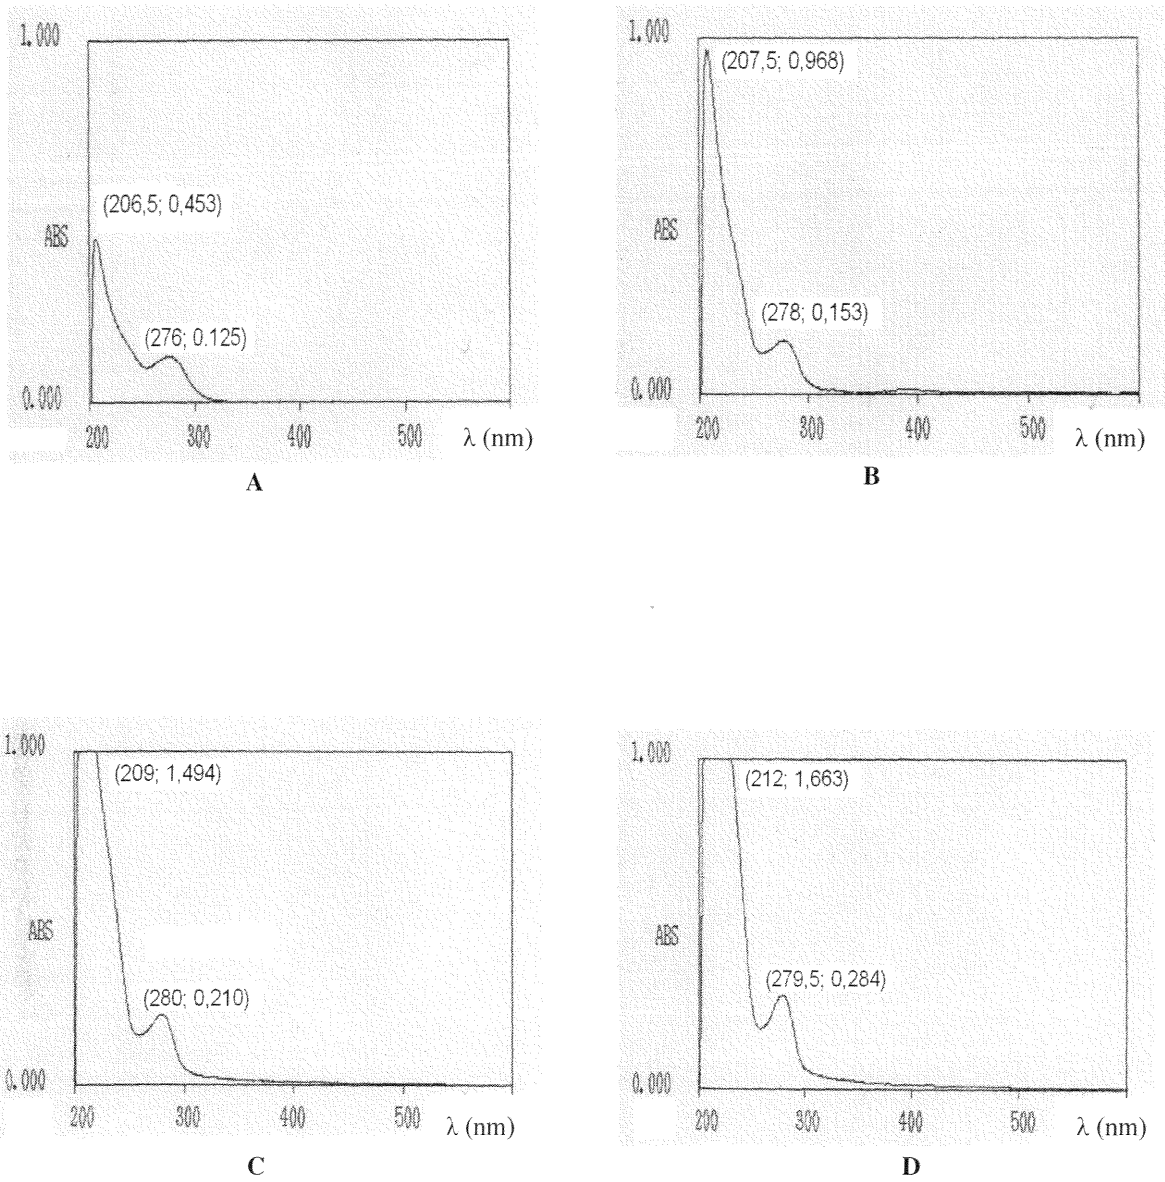 1.000
(206,5; 0,453)
ABS
(276; 0.125)
0.000
200 300 400 500 λ (nm)
A
1.000
(207,5; 0,968)
ABS
(278; 0,153)
0.000
200 300 400 500 λ (nm)
B
1.000
(209; 1,494)
ABS
(280; 0,210)
0.000
200 300 400 500 λ (nm)
C
1.000
(212; 1,663)
ABS
(279,5; 0,284)
0.000
200 300 400 500 λ (nm)
D